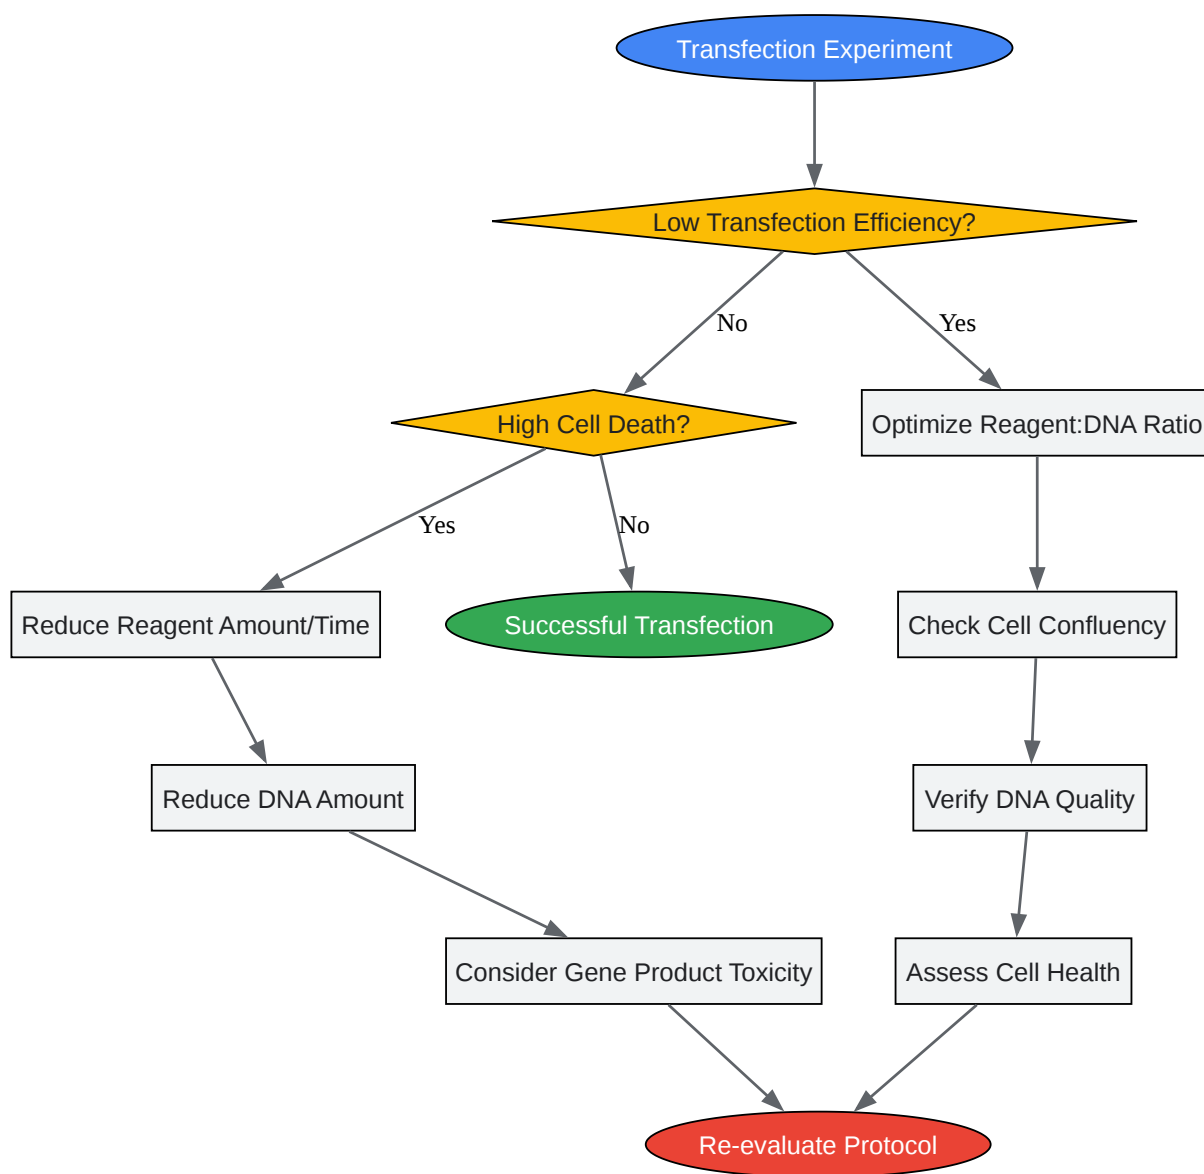 Transfection Experiment
Low Transfection Efficiency?
No
Yes
High Cell Death?
Optimize Reagent:DNA Ratio
Yes
No
Reduce Reagent Amount/Time
Successful Transfection
Check Cell Confluency
Reduce DNA Amount
Verify DNA Quality
Consider Gene Product Toxicity
Assess Cell Health
Re-evaluate Protocol